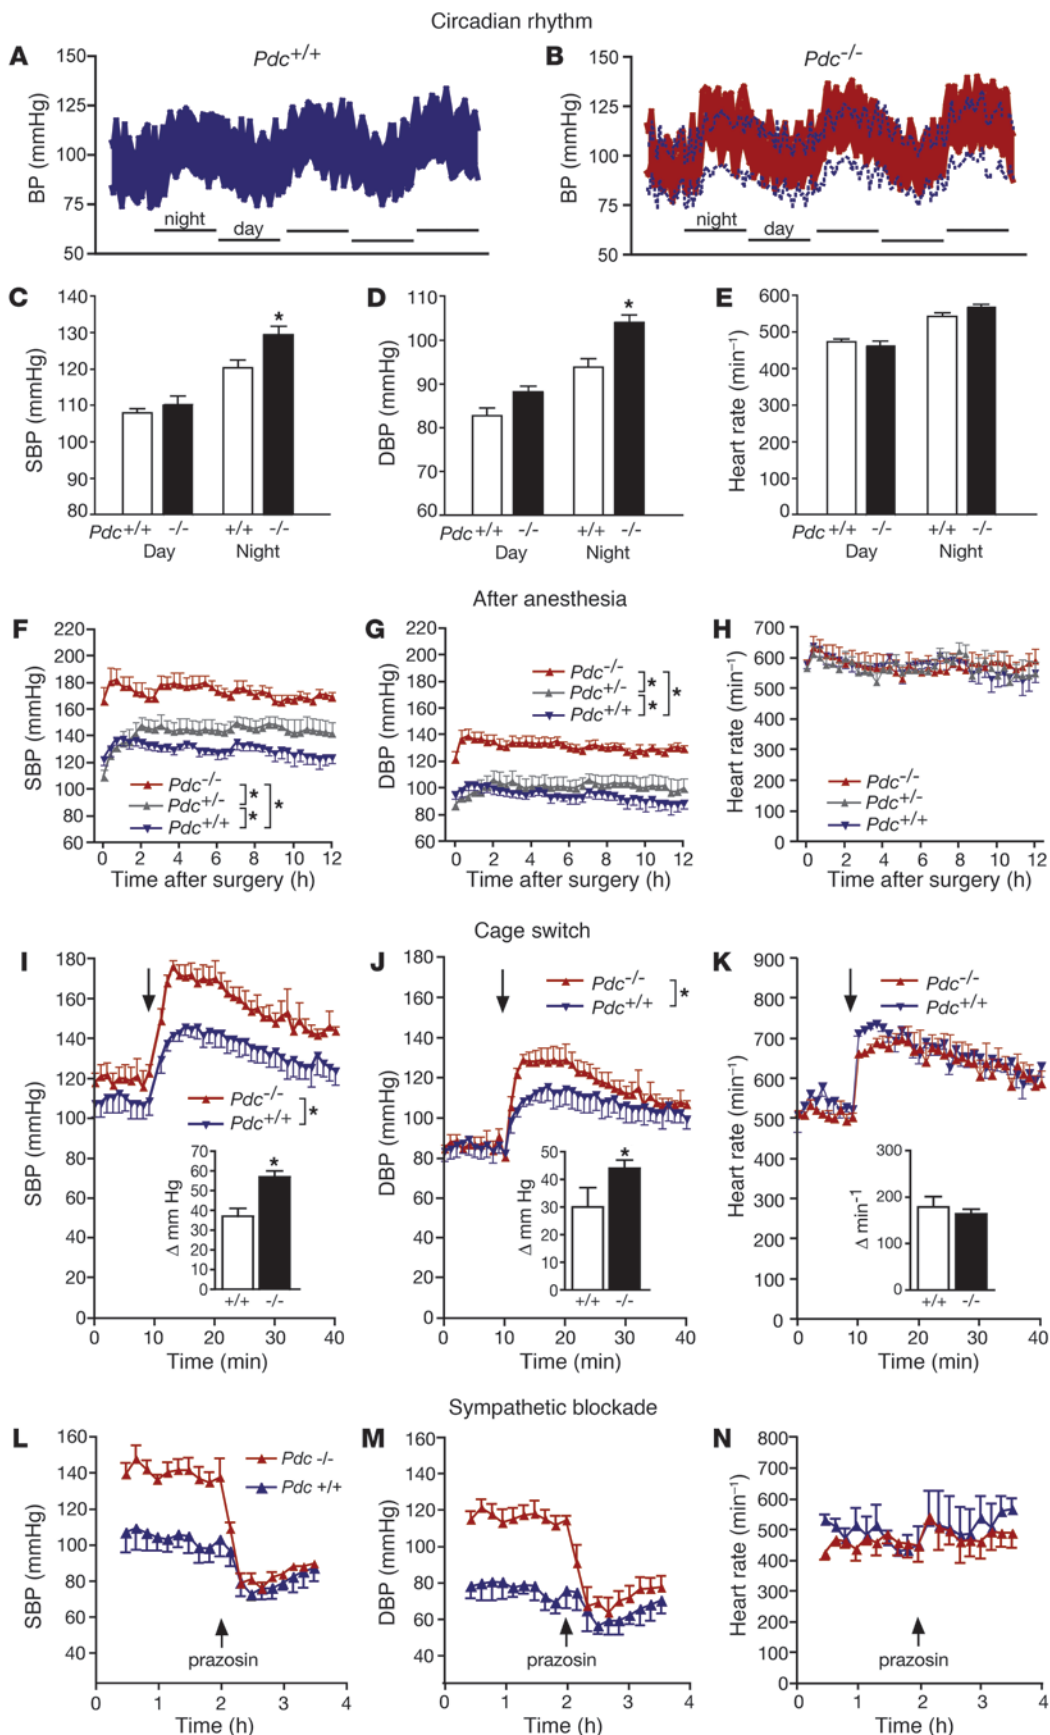 Circadian rhythm
A
Pdc+/+
BP (mmHg)
150
125
100
75
50
night
day
B
Pdc-/-
BP (mmHg)
150
125
100
75
50
night
day
C
SBP (mmHg)
140
130
120
110
100
90
80
Pdc+/+ -/- +/+ -/-
Day Night
D
DBP (mmHg)
110
100
90
80
70
60
Pdc+/+ -/- +/+ -/-
Day Night
E
Heart rate (min−1)
600
500
400
300
200
100
0
Pdc+/+ -/- +/+ -/-
Day Night
After anesthesia
F
SBP (mmHg)
220
200
180
160
140
120
100
80
60
Pdc-/-
Pdc+/-
Pdc+/+
* * *
0 2 4 6 8 10 12
Time after surgery (h)
G
DBP (mmHg)
220
200
180
160
140
120
100
80
60
Pdc-/-
Pdc+/-
Pdc+/+
* * *
0 2 4 6 8 10 12
Time after surgery (h)
H
Heart rate (min−1)
700
600
500
400
300
200
100
0
Pdc-/-
Pdc+/-
Pdc+/+
0 2 4 6 8 10 12
Time after surgery (h)
Cage switch
I
SBP (mmHg)
180
160
140
120
100
80
60
40
20
0
Pdc-/-
Pdc+/+
*
Δ mm Hg
70
60
50
40
30
20
10
0
*
+/+ -/-
0 10 20 30 40
Time (min)
J
DBP (mmHg)
180
160
140
120
100
80
60
40
20
0
Pdc-/-
Pdc+/+
*
Δ mm Hg
50
40
30
20
10
0
*
+/+ -/-
0 10 20 30 40
Time (min)
K
Heart rate (min−1)
900
800
700
600
500
400
300
200
100
0
Pdc-/-
Pdc+/+
Δ min-1
300
200
100
0
+/+ -/-
0 10 20 30 40
Time (min)
Sympathetic blockade
L
SBP (mmHg)
160
140
120
100
80
60
40
Pdc -/-
Pdc +/+
prazosin
0 1 2 3 4
Time (h)
M
DBP (mmHg)
160
140
120
100
80
60
40
prazosin
0 1 2 3 4
Time (h)
N
Heart rate (min−1)
800
700
600
500
400
300
200
100
0
prazosin
0 1 2 3 4
Time (h)